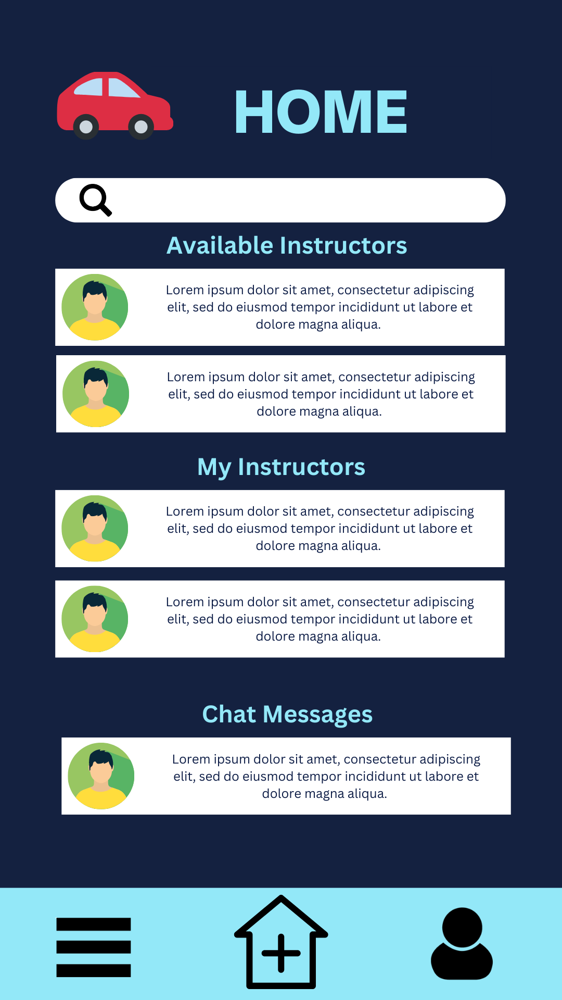 HOME
Available Instructors
Lorem ipsum dolor sit amet, consectetur adipiscing
elit, sed do eiusmod tempor incididunt ut labore et
dolore magna aliqua.
Lorem ipsum dolor sit amet, consectetur adipiscing
elit, sed do eiusmod tempor incididunt ut labore et
dolore magna aliqua.
My Instructors
Lorem ipsum dolor sit amet, consectetur adipiscing
elit, sed do eiusmod tempor incididunt ut labore et
dolore magna aliqua.
Lorem ipsum dolor sit amet, consectetur adipiscing
elit, sed do eiusmod tempor incididunt ut labore et
dolore magna aliqua.
Chat Messages
Lorem ipsum dolor sit amet, consectetur adipiscing
elit, sed do eiusmod tempor incididunt ut labore et
dolore magna aliqua.